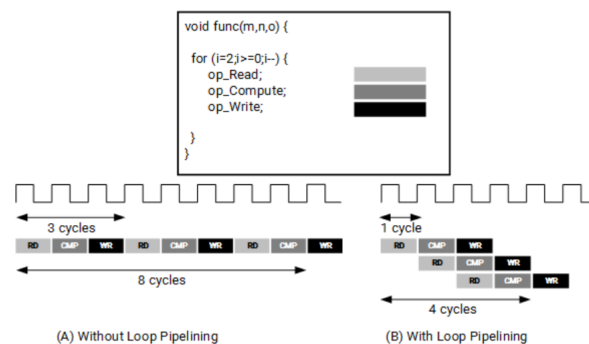 void func(m,n,o) {
for (i=2;i>=0;i--) {
op_Read;
op_Compute;
op_Write;
}
}
3 cycles
1 cycle
RD CMP WR RD CMP WR RD CMP WR
RD CMP WR
RD CMP WR
RD CMP WR
8 cycles
4 cycles
(A) Without Loop Pipelining
(B) With Loop Pipelining